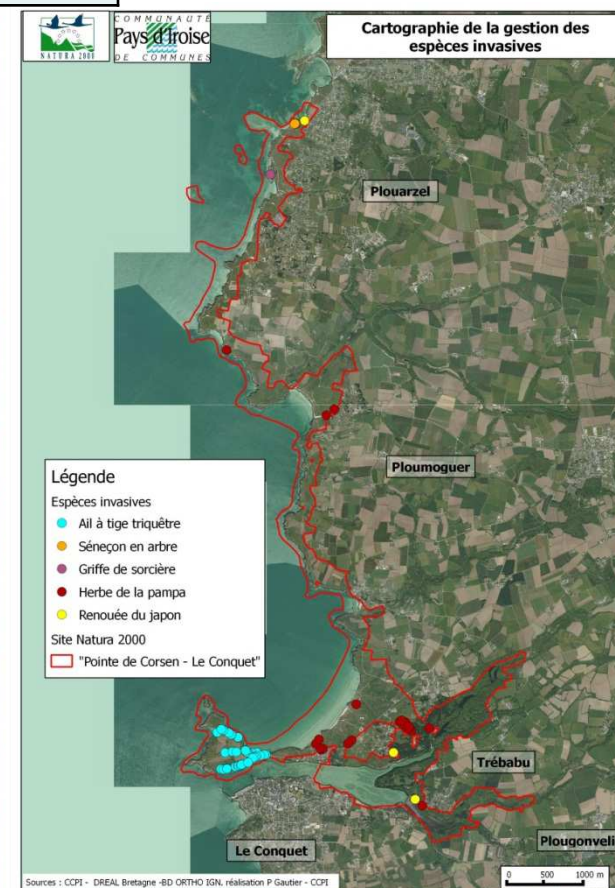 NATURA 2000
COMMUNAUTÉ
Pays d'Iroise
DE COMMUNES
Cartographie de la gestion des
espèces invasives
Plouarzel
Ploumoguer
Légende
Espèces invasives
Ail à tige triquêtre
Séneçon en arbre
Griffe de sorcière
Herbe de la pampa
Renouée du japon
Site Natura 2000
"Pointe de Corsen - Le Conquet"
Trébabu
Le Conquet
Plougonveli
0 500 1000 m
Sources : CCPI - DREAL Bretagne -BD ORTHO IGN. réalisation P Gautier - CCPI